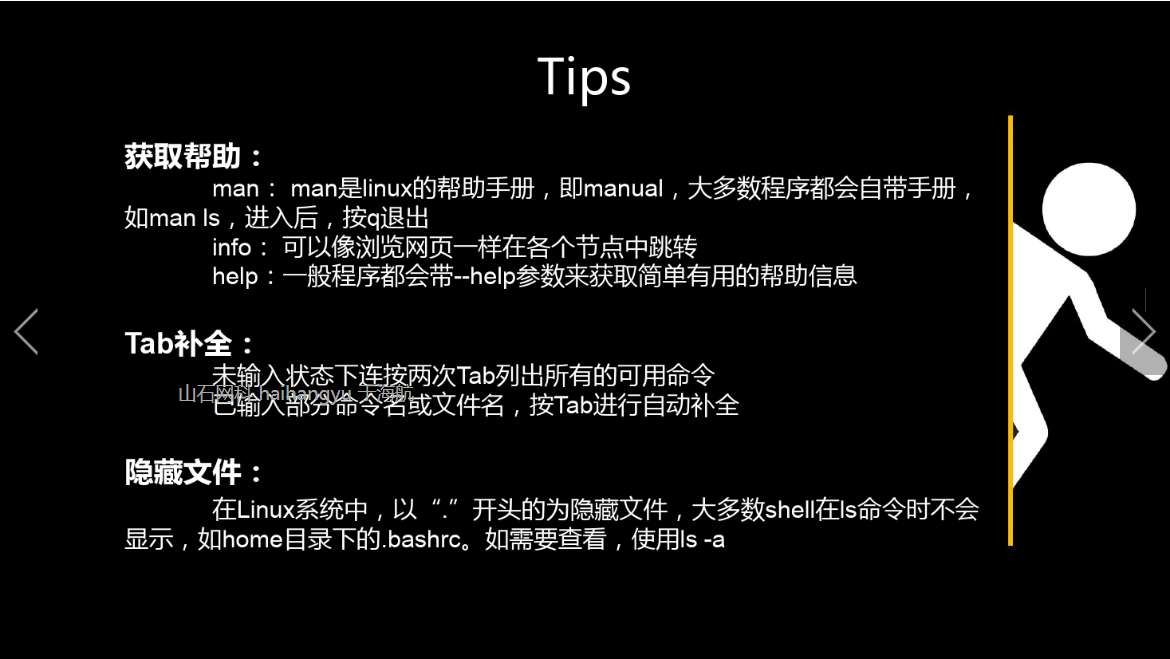 Tips
获取帮助：
man： man是linux的帮助手册，即manual，大多数程序都会自带手册，
如man ls，进入后，按q退出
info： 可以像浏览网页一样在各个节点中跳转
help：一般程序都会带--help参数来获取简单有用的帮助信息
Tab补全：
未输入状态下连按两次Tab列出所有的可用命令
山石网科 haihangyu 于海航
已输入部分命令名或文件名，按Tab进行自动补全
隐藏文件：
在Linux系统中，以“.”开头的为隐藏文件，大多数shell在ls命令时不会
显示，如home目录下的.bashrc。如需要查看，使用ls -a